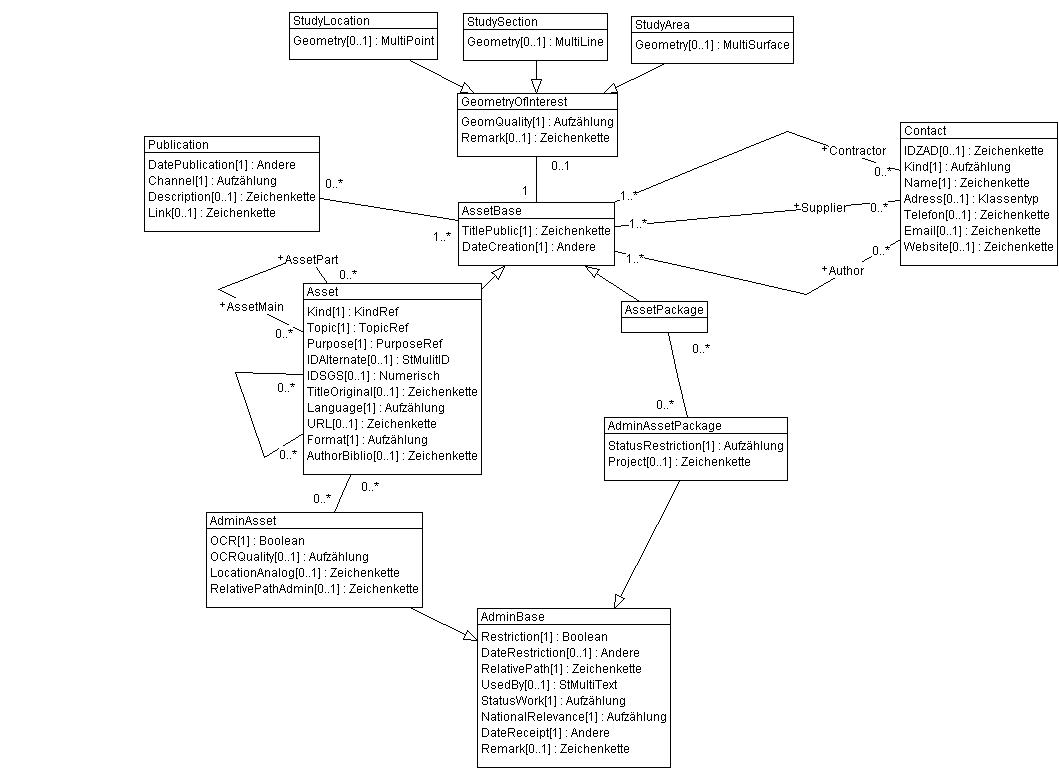 StudyLocation
Geometry[0..1] : MultiPoint
StudySection
Geometry[0..1] : MultiLine
StudyArea
Geometry[0..1] : MultiSurface
GeometryOfInterest
GeomQuality[1] : Aufzählung
Remark[0..1] : Zeichenkette
Publication
DatePublication[1] : Andere
Channel[1] : Aufzählung
Description[0..1] : Zeichenkette
Link[0..1] : Zeichenkette
Contact
IDZAD[0..1] : Zeichenkette
Kind[1] : Aufzählung
Name[1] : Zeichenkette
Adress[0..1] : Klassentyp
Telefon[0..1] : Zeichenkette
Email[0..1] : Zeichenkette
Website[0..1] : Zeichenkette
+Contractor
0..*
1..*
+Supplier
0..*
1..*
+Author
0..*
1..*
0..1
1
0..*
1..*
AssetBase
TitlePublic[1] : Zeichenkette
DateCreation[1] : Andere
+AssetPart
0..*
+AssetMain
0..*
0..*
0..*
Asset
Kind[1] : KindRef
Topic[1] : TopicRef
Purpose[1] : PurposeRef
IDAlternate[0..1] : StMulitID
IDSGS[0..1] : Numerisch
TitleOriginal[0..1] : Zeichenkette
Language[1] : Aufzählung
URL[0..1] : Zeichenkette
Format[1] : Aufzählung
AuthorBiblio[0..1] : Zeichenkette
AssetPackage
0..*
0..*
AdminAssetPackage
StatusRestriction[1] : Aufzählung
Project[0..1] : Zeichenkette
0..*
0..*
AdminAsset
OCR[1] : Boolean
OCRQuality[0..1] : Aufzählung
LocationAnalog[0..1] : Zeichenkette
RelativePathAdmin[0..1] : Zeichenkette
AdminBase
Restriction[1] : Boolean
DateRestriction[0..1] : Andere
RelativePath[1] : Zeichenkette
UsedBy[0..1] : StMultiText
StatusWork[1] : Aufzählung
NationalRelevance[1] : Aufzählung
DateReceipt[1] : Andere
Remark[0..1] : Zeichenkette